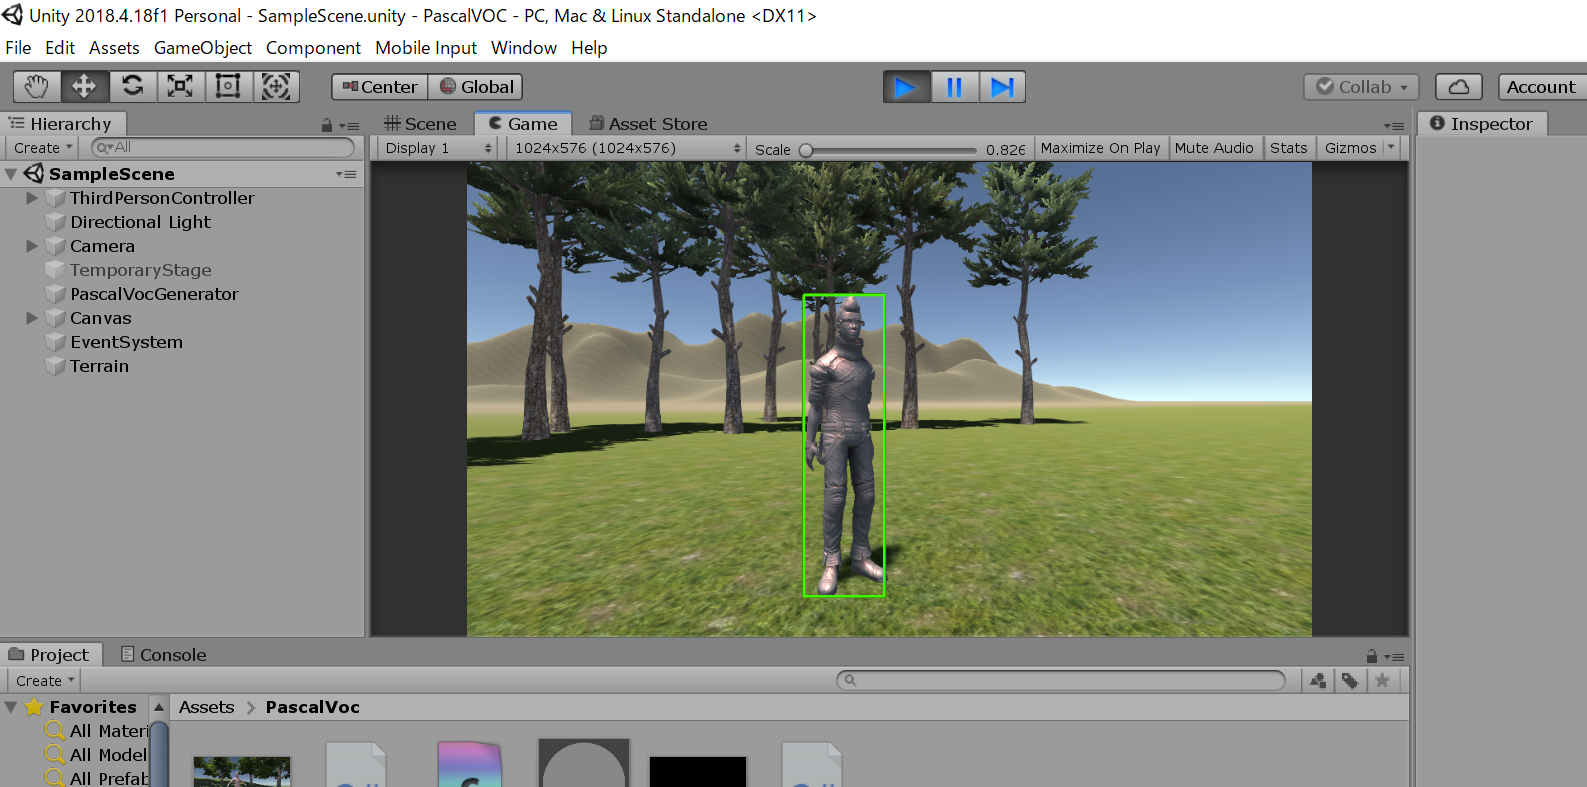 Unity 2018.4.18f1 Personal - SampleScene.unity - PascalVOC - PC, Mac & Linux Standalone <DX11>
File Edit Assets GameObject Component Mobile Input Window Help
Center Global Collab Account
Hierarchy Scene Game Asset Store Inspector
Create All Display 1 1024x576 (1024x576) Scale 0.826 Maximize On Play Mute Audio Stats Gizmos
SampleScene
ThirdPersonController
Directional Light
Camera
TemporaryStage
PascalVocGenerator
Canvas
EventSystem
Terrain
Project Console
Create
Favorites Assets PascalVoc
All Materi
All Model
All Prefab